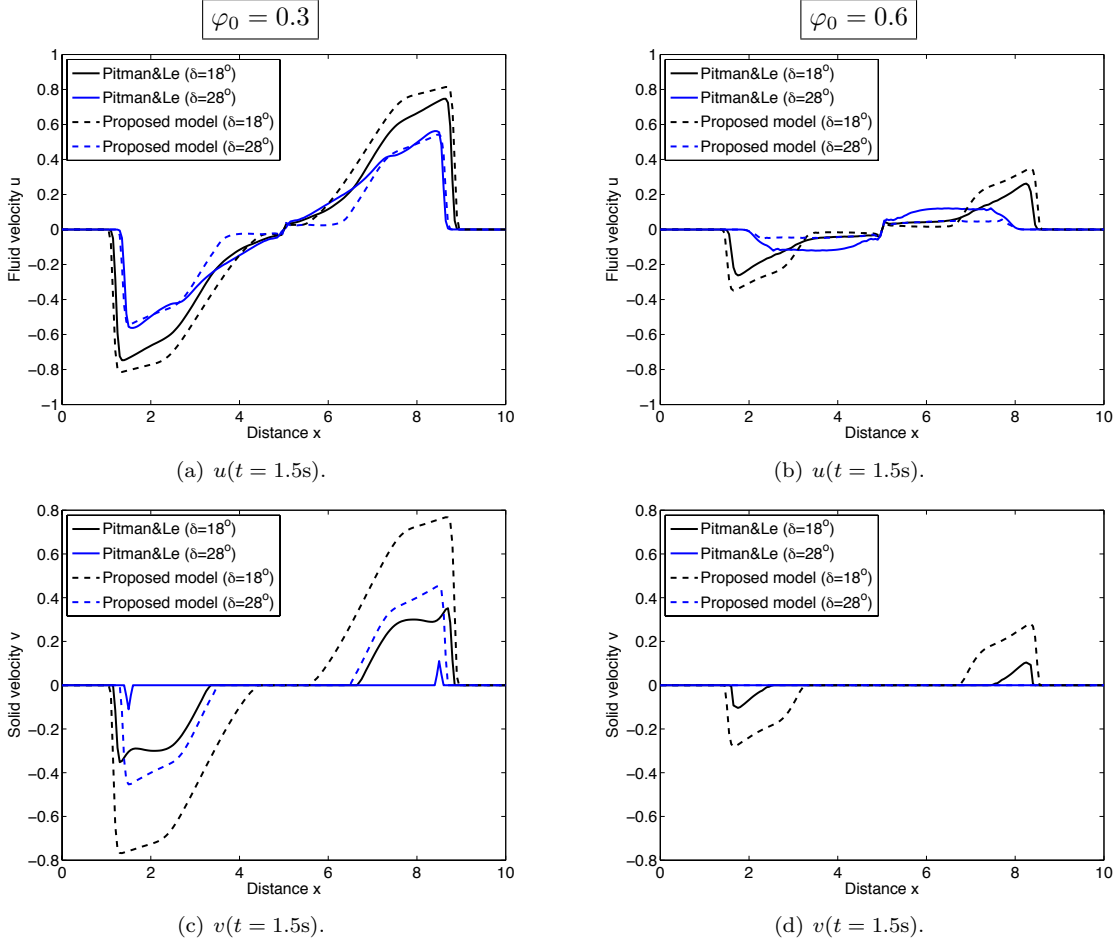 φ0 = 0.3
φ0 = 0.6
Pitman&Le (δ=18°)
Pitman&Le (δ=28°)
Proposed model (δ=18°)
Proposed model (δ=28°)
1
0.8
0.6
0.4
0.2
0
−0.2
−0.4
−0.6
−0.8
−1
Fluid velocity u
0 2 4 6 8 10
Distance x
(a) u(t = 1.5s).
Pitman&Le (δ=18°)
Pitman&Le (δ=28°)
Proposed model (δ=18°)
Proposed model (δ=28°)
1
0.8
0.6
0.4
0.2
0
−0.2
−0.4
−0.6
−0.8
−1
Fluid velocity u
0 2 4 6 8 10
Distance x
(b) u(t = 1.5s).
Pitman&Le (δ=18°)
Pitman&Le (δ=28°)
Proposed model (δ=18°)
Proposed model (δ=28°)
0.8
0.6
0.4
0.2
0
−0.2
−0.4
−0.6
−0.8
Solid velocity v
0 2 4 6 8 10
Distance x
(c) v(t = 1.5s).
Pitman&Le (δ=18°)
Pitman&Le (δ=28°)
Proposed model (δ=18°)
Proposed model (δ=28°)
0.8
0.6
0.4
0.2
0
−0.2
−0.4
−0.6
−0.8
Solid velocity v
0 2 4 6 8 10
Distance x
(d) v(t = 1.5s).